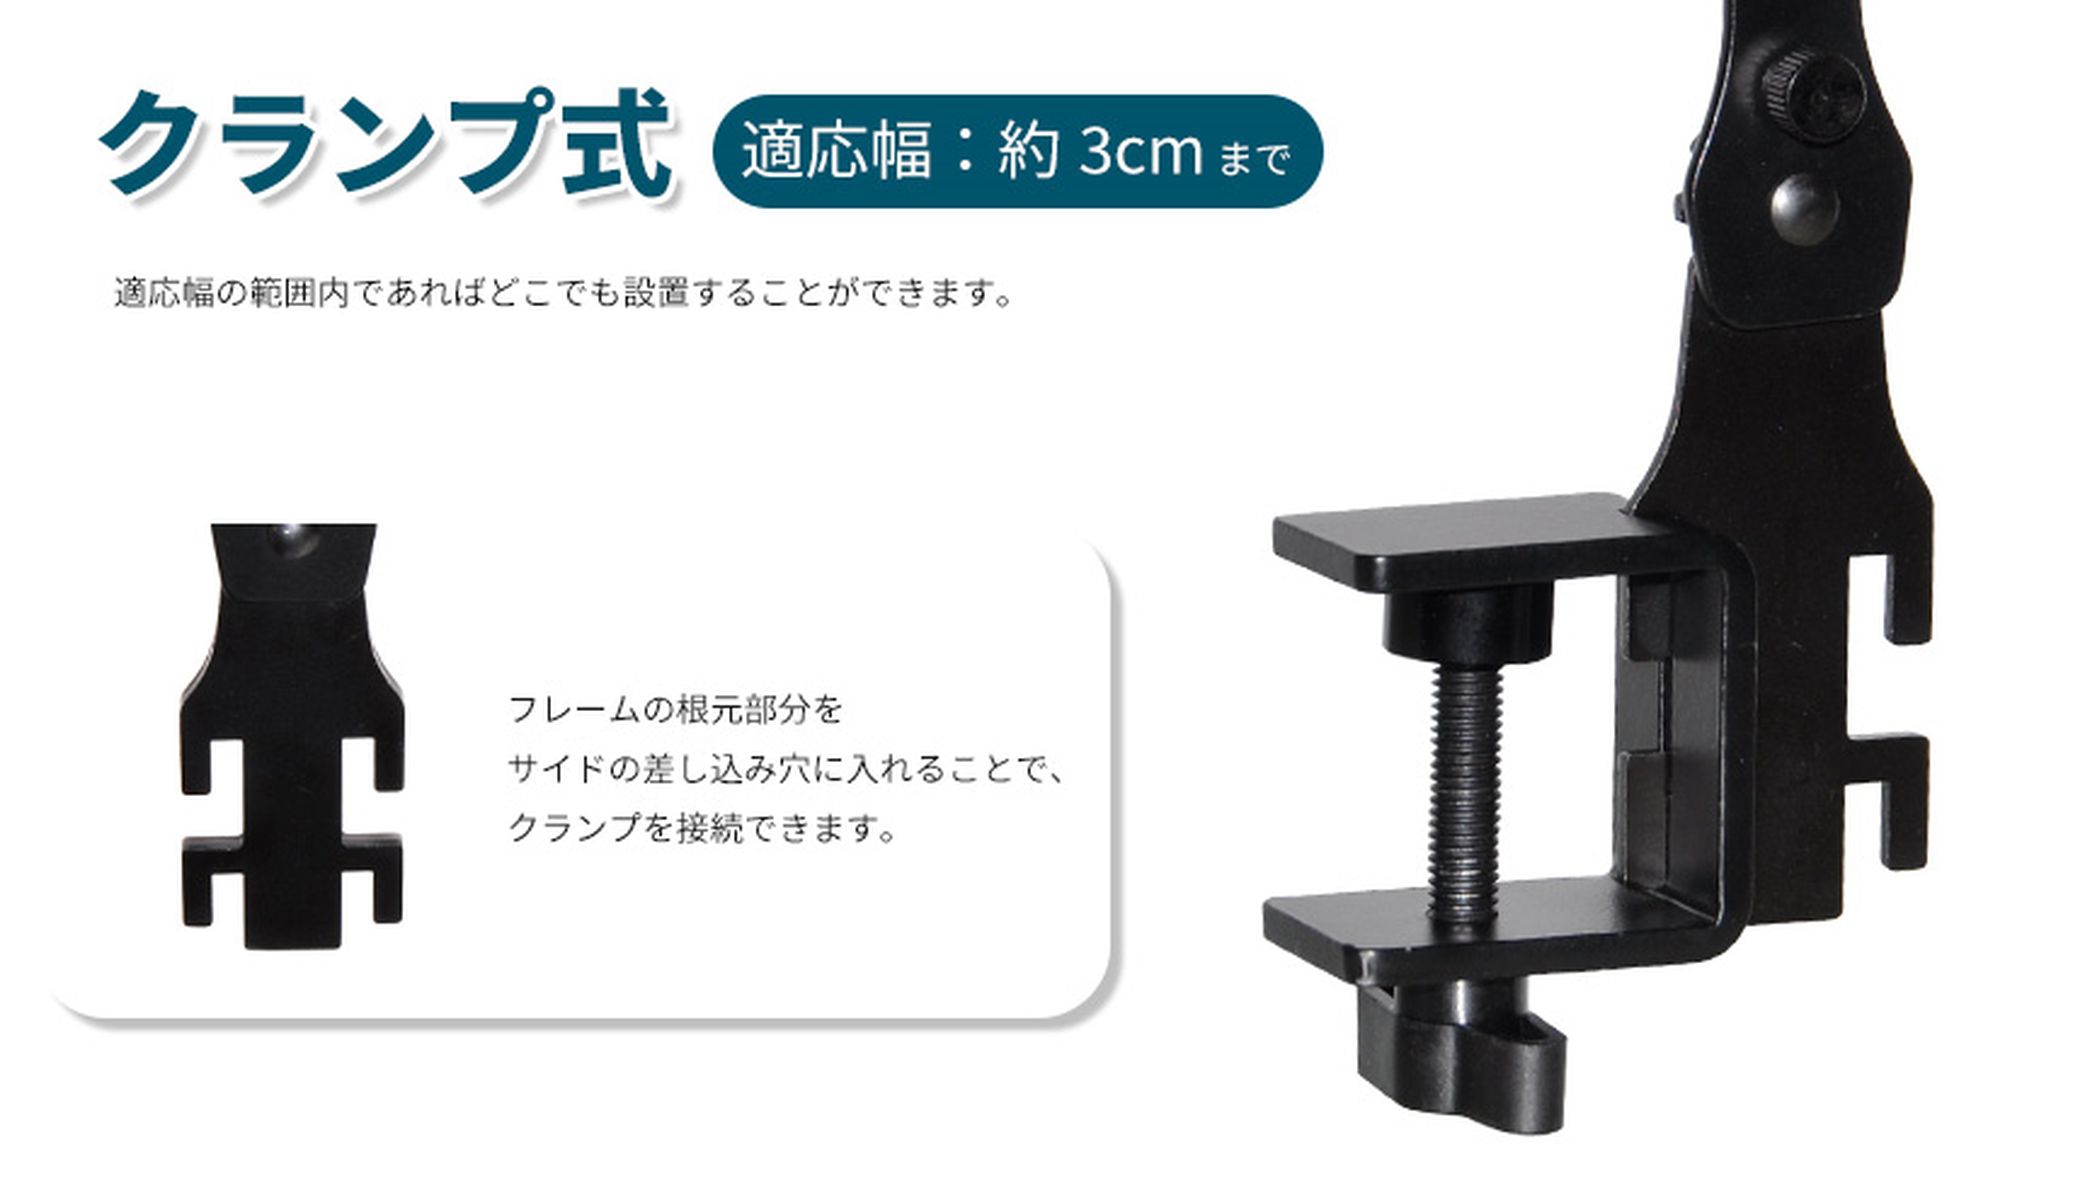 クランプ式
適応幅：約 3cm まで
適応幅の範囲内であればどこでも設置することができます。
フレームの根元部分を
サイドの差し込み穴に入れることで、
クランプを接続できます。